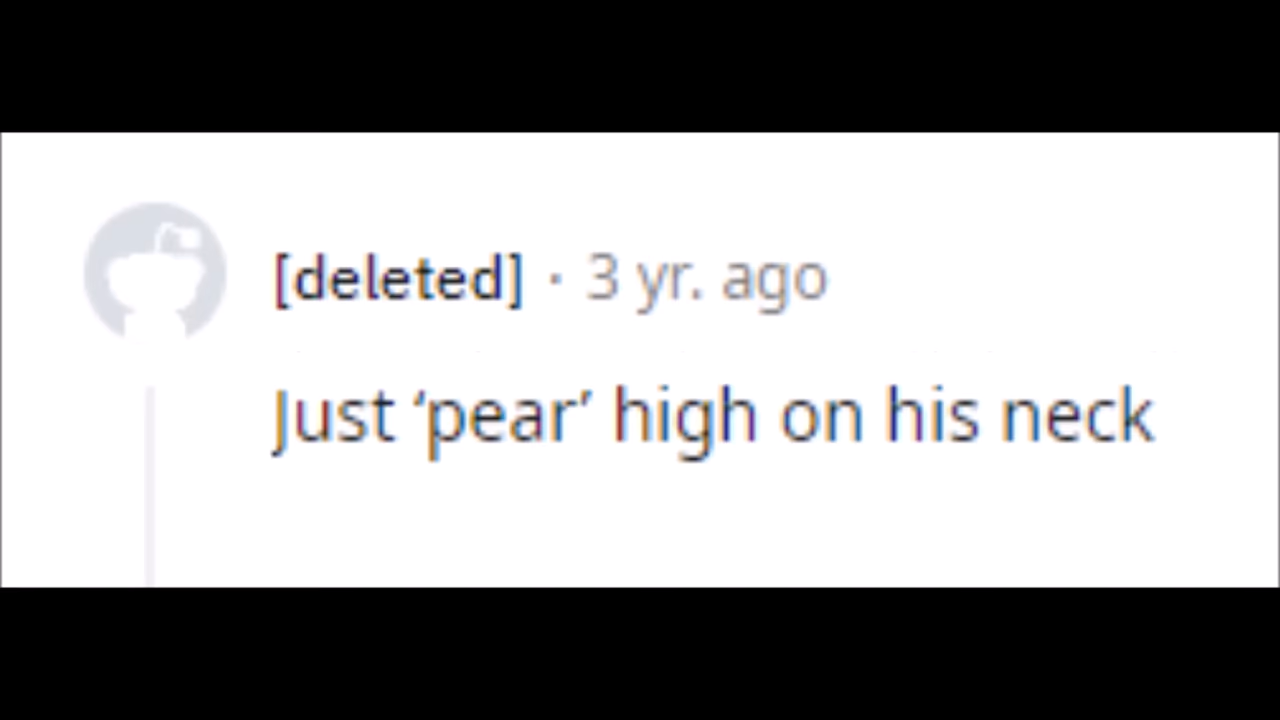 [deleted] · 3 yr. ago
Just ‘pear’ high on his neck